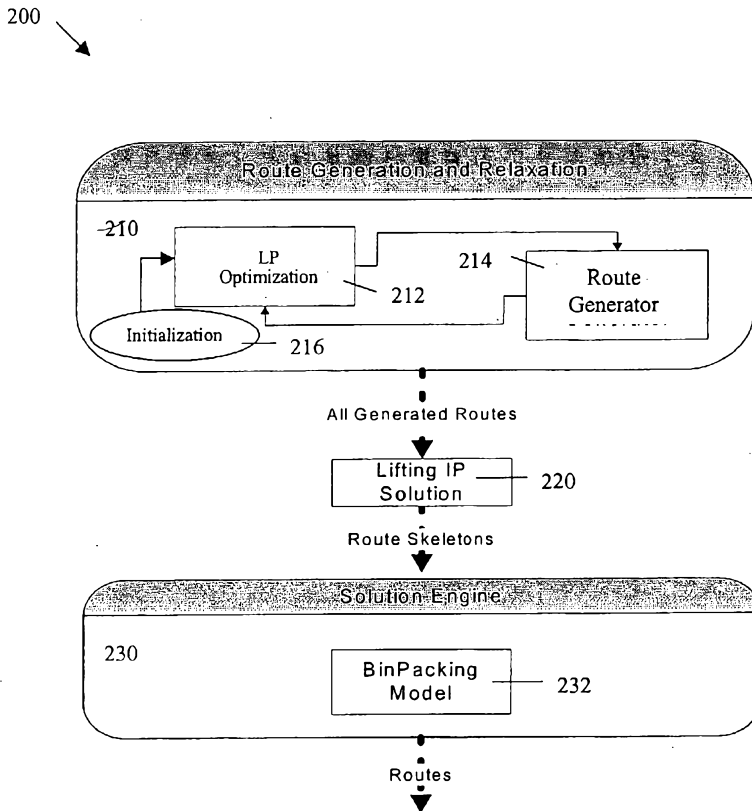 200
Route Generation and Relaxation
210
LP
Optimization
212
214
Route
Generator
Initialization
216
All Generated Routes
Lifting IP
Solution
220
Route Skeletons
Solution Engine
230
BinPacking
Model
232
Routes